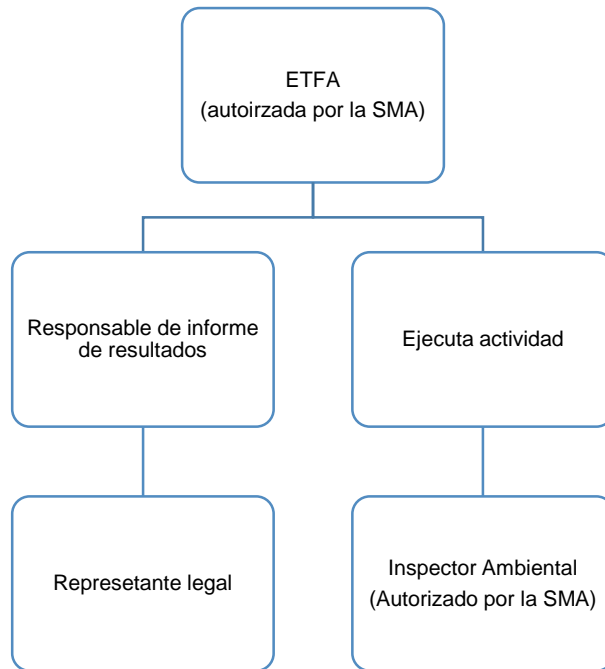 ETFA
(autoirzada por la SMA)
Responsable de informe
de resultados
Ejecuta actividad
Represetante legal
Inspector Ambiental
(Autorizado por la SMA)